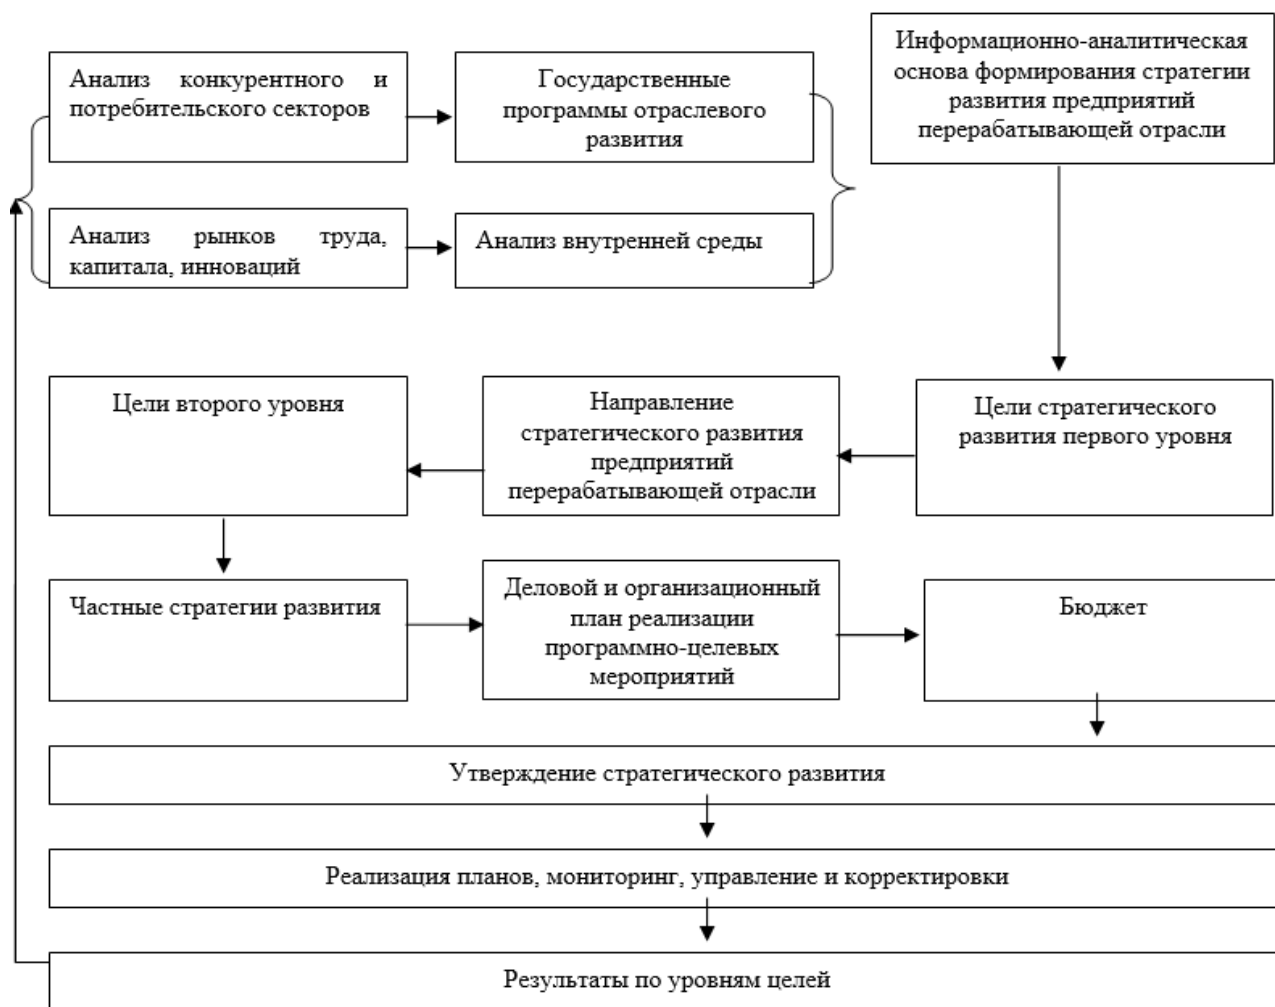 Анализ конкурентного и
потребительского секторов
Государственные
программы отраслевого
развития
Информационно-аналитическая
основа формирования стратегии
развития предприятий
перерабатывающей отрасли
Анализ рынков труда,
капитала, инноваций
Анализ внутренней среды
Цели второго уровня
Направление
стратегического развития
предприятий
перерабатывающей отрасли
Цели стратегического
развития первого уровня
Частные стратегии развития
Деловой и организационный
план реализации
программно-целевых
мероприятий
Бюджет
Утверждение стратегического развития
Реализация планов, мониторинг, управление и корректировки
Результаты по уровням целей